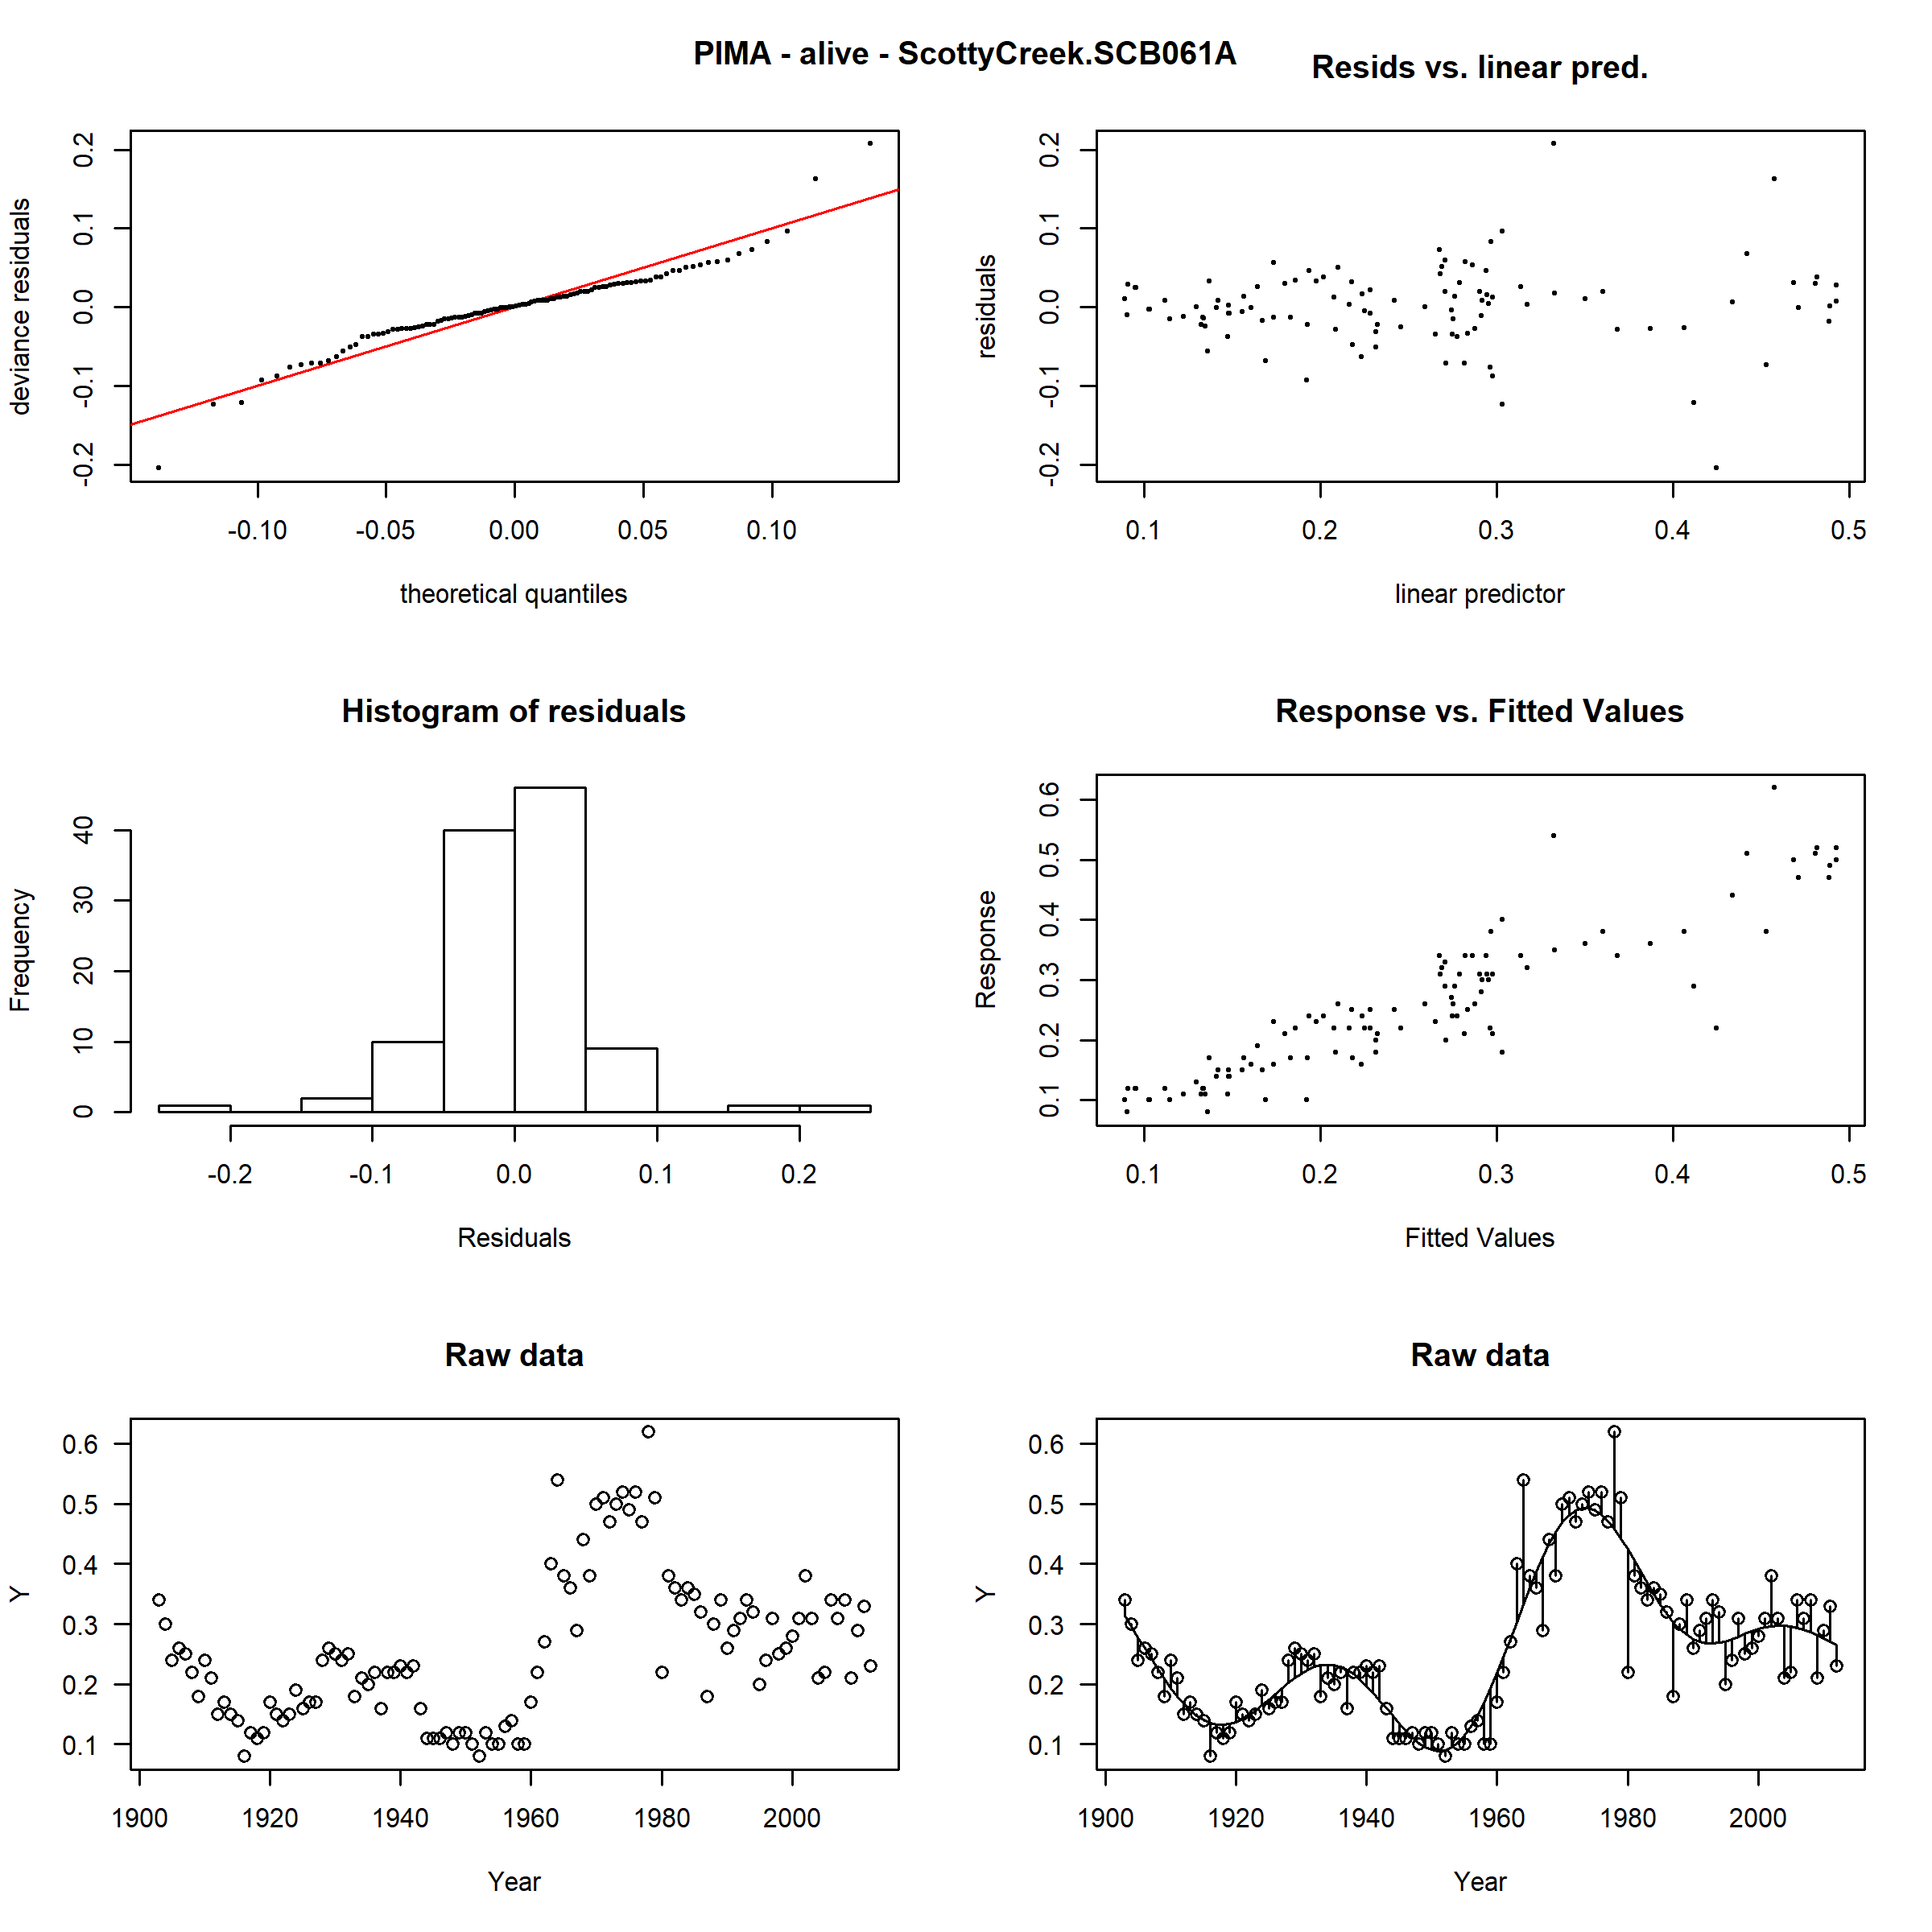 PIMA - alive - ScottyCreek.SCB061A
Resids vs. linear pred.
deviance residuals
-0.2 -0.1 0.0 0.1 0.2
-0.10 -0.05 0.00 0.05 0.10
theoretical quantiles
residuals
-0.2 -0.1 0.0 0.1 0.2
0.1 0.2 0.3 0.4 0.5
linear predictor
Histogram of residuals
Frequency
0 10 20 30 40
-0.2 -0.1 0.0 0.1 0.2
Residuals
Response vs. Fitted Values
Response
0.1 0.2 0.3 0.4 0.5 0.6
0.1 0.2 0.3 0.4 0.5
Fitted Values
Raw data
Y
0.6
0.5
0.4
0.3
0.2
0.1
1900 1920 1940 1960 1980 2000
Year
Raw data
Y
0.6
0.5
0.4
0.3
0.2
0.1
1900 1920 1940 1960 1980 2000
Year